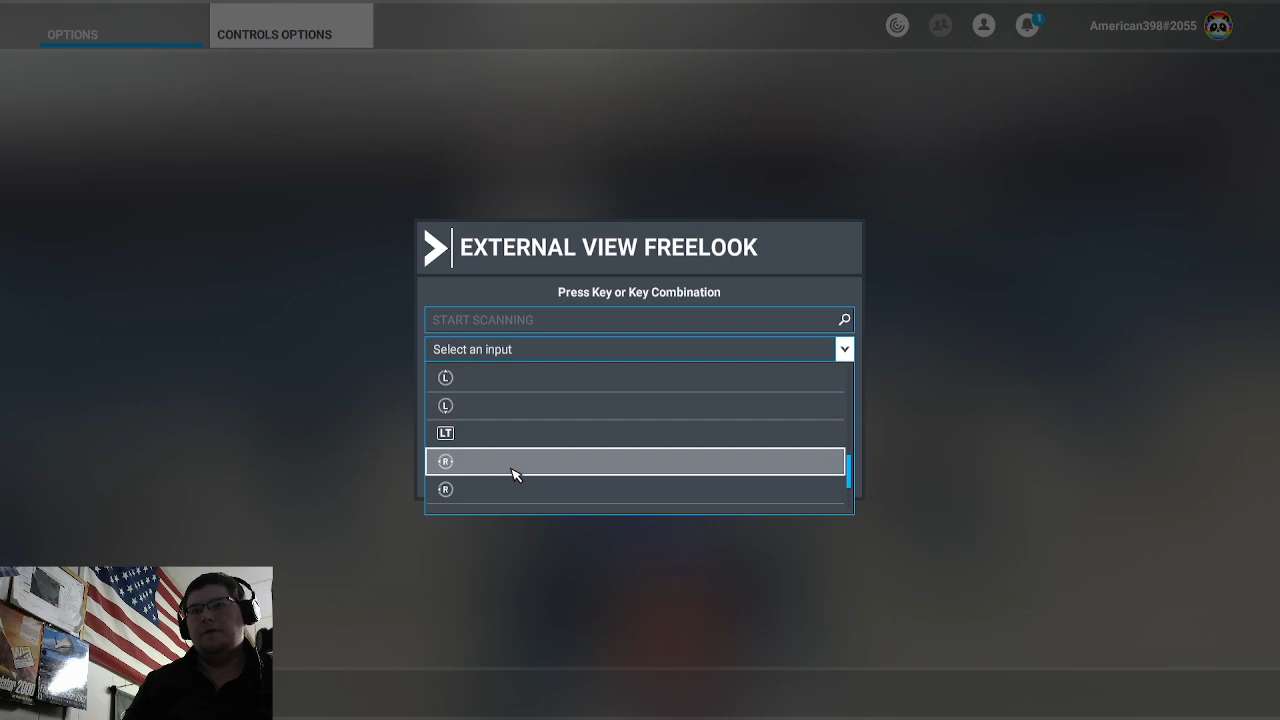 OPTIONS
CONTROLS OPTIONS
1
American398#2055
EXTERNAL VIEW FREELOOK
Press Key or Key Combination
START SCANNING
Select an input
L
L
LT
R
R